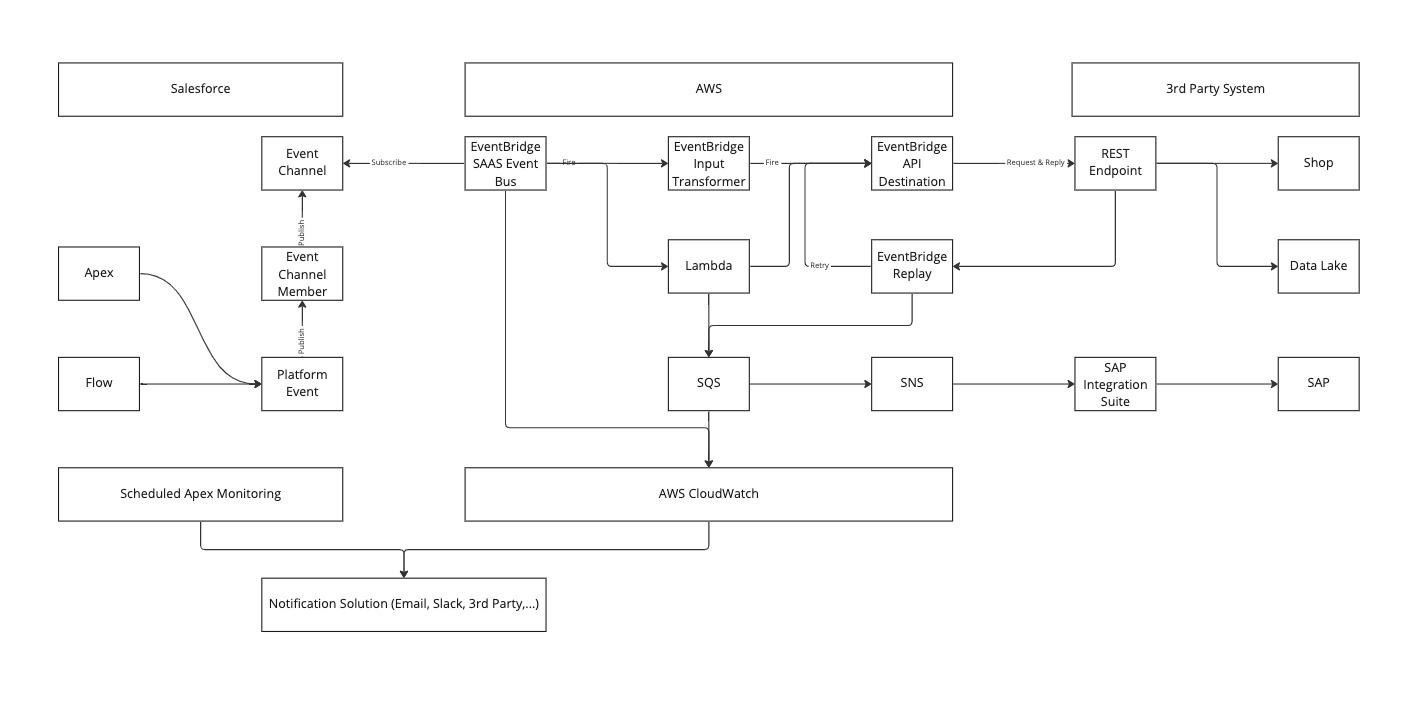 Salesforce
AWS
3rd Party System
Event
Channel
Subscribe
EventBridge
SAAS Event
Bus
Fire
EventBridge
Input
Transformer
Fire
EventBridge
API
Destination
Request & Reply
REST
Endpoint
Shop
Publish
Apex
Event
Channel
Member
Lambda
Retry
EventBridge
Replay
Data Lake
Publish
Flow
Platform
Event
SQS
SNS
SAP
Integration
Suite
SAP
Scheduled Apex Monitoring
AWS CloudWatch
Notification Solution (Email, Slack, 3rd Party,...)